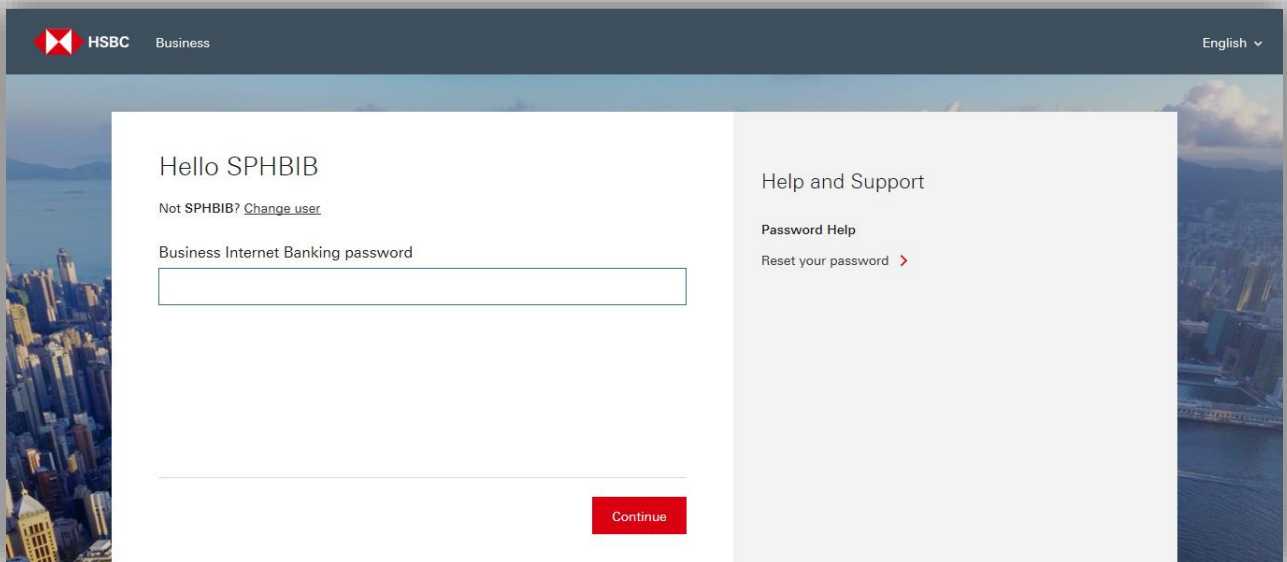 HSBC Business English
Hello SPHBIB
Not SPHBIB? Change user
Business Internet Banking password
Continue
Help and Support
Password Help
Reset your password